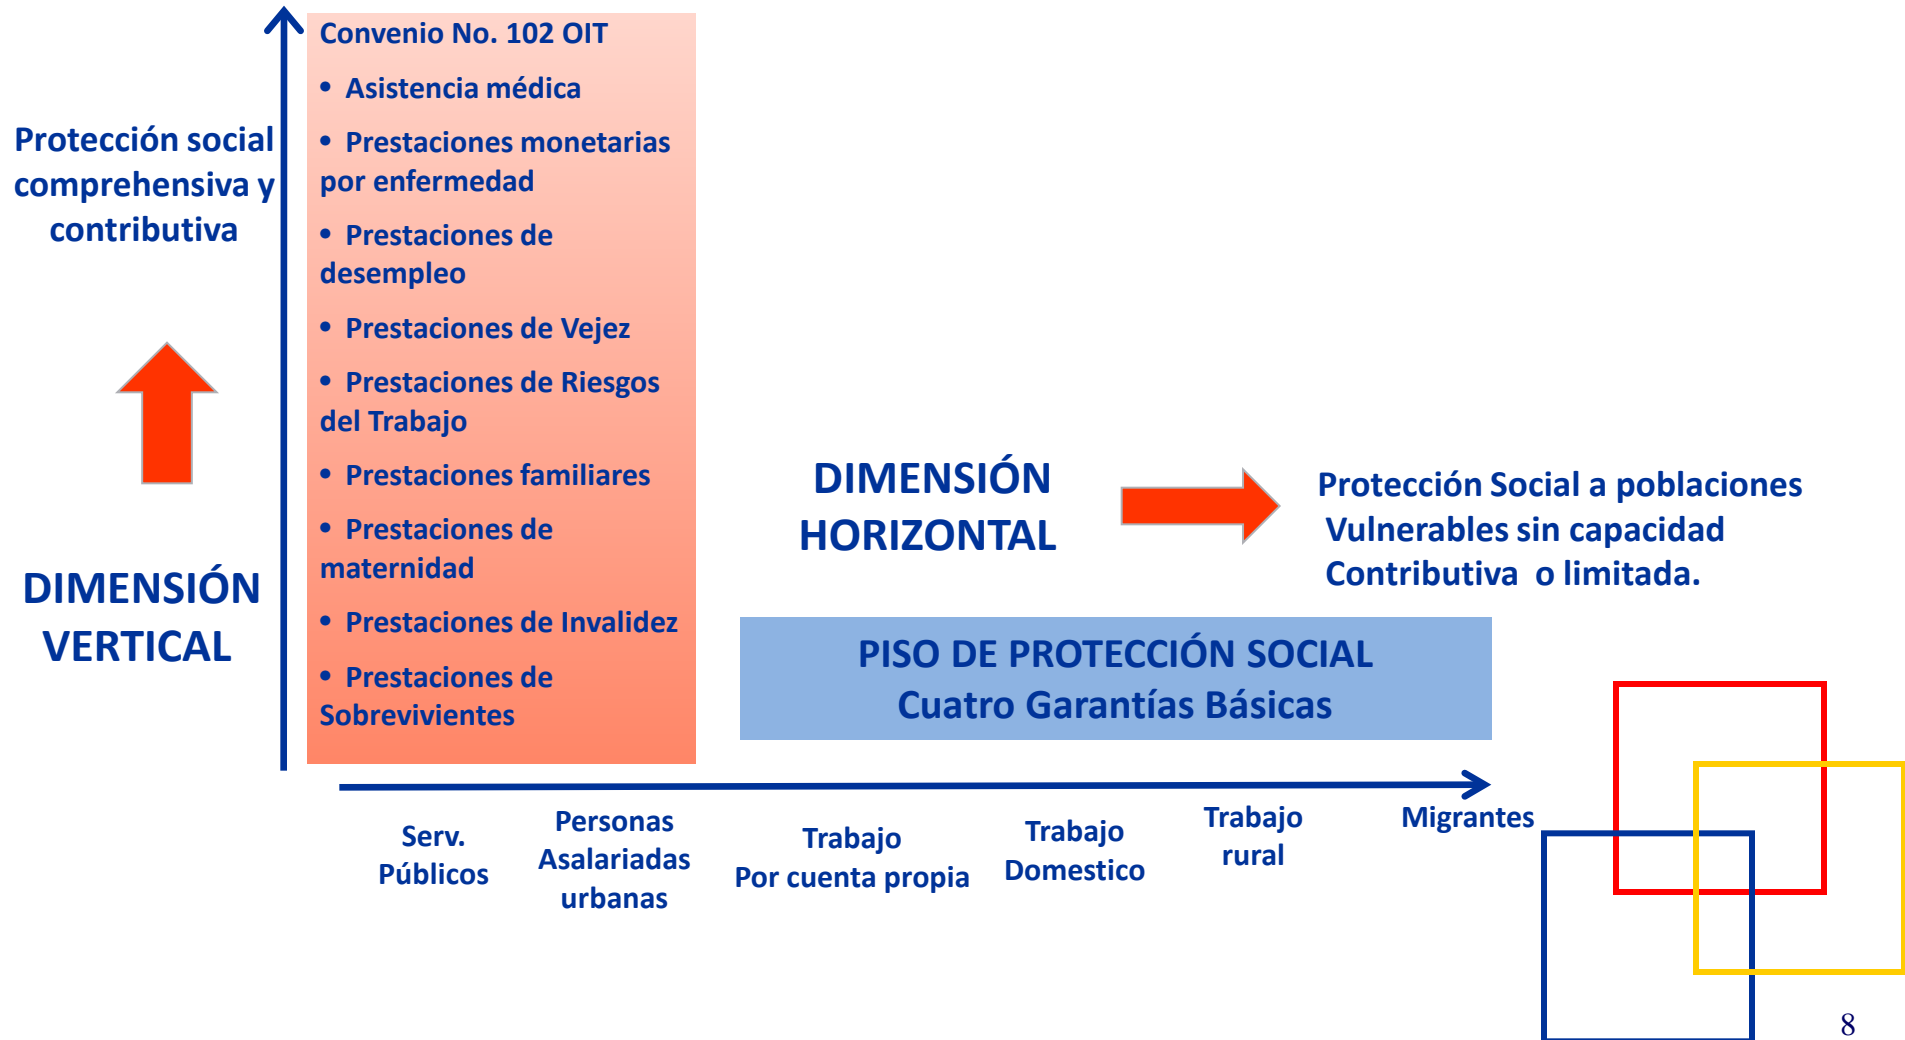 Convenio No. 102 OIT
• Asistencia médica
• Prestaciones monetarias
por enfermedad
• Prestaciones de
desempleo
• Prestaciones de Vejez
• Prestaciones de Riesgos
del Trabajo
• Prestaciones familiares
• Prestaciones de
maternidad
• Prestaciones de Invalidez
• Prestaciones de
Sobrevivientes
Protección social
comprehensiva y
contributiva
DIMENSIÓN
VERTICAL
DIMENSIÓN
HORIZONTAL
Protección Social a poblaciones
Vulnerables sin capacidad
Contributiva o limitada.
PISO DE PROTECCIÓN SOCIAL
Cuatro Garantías Básicas
Serv.
Públicos
Personas
Asalariadas
urbanas
Trabajo
Por cuenta propia
Trabajo
Domestico
Trabajo
rural
Migrantes
8